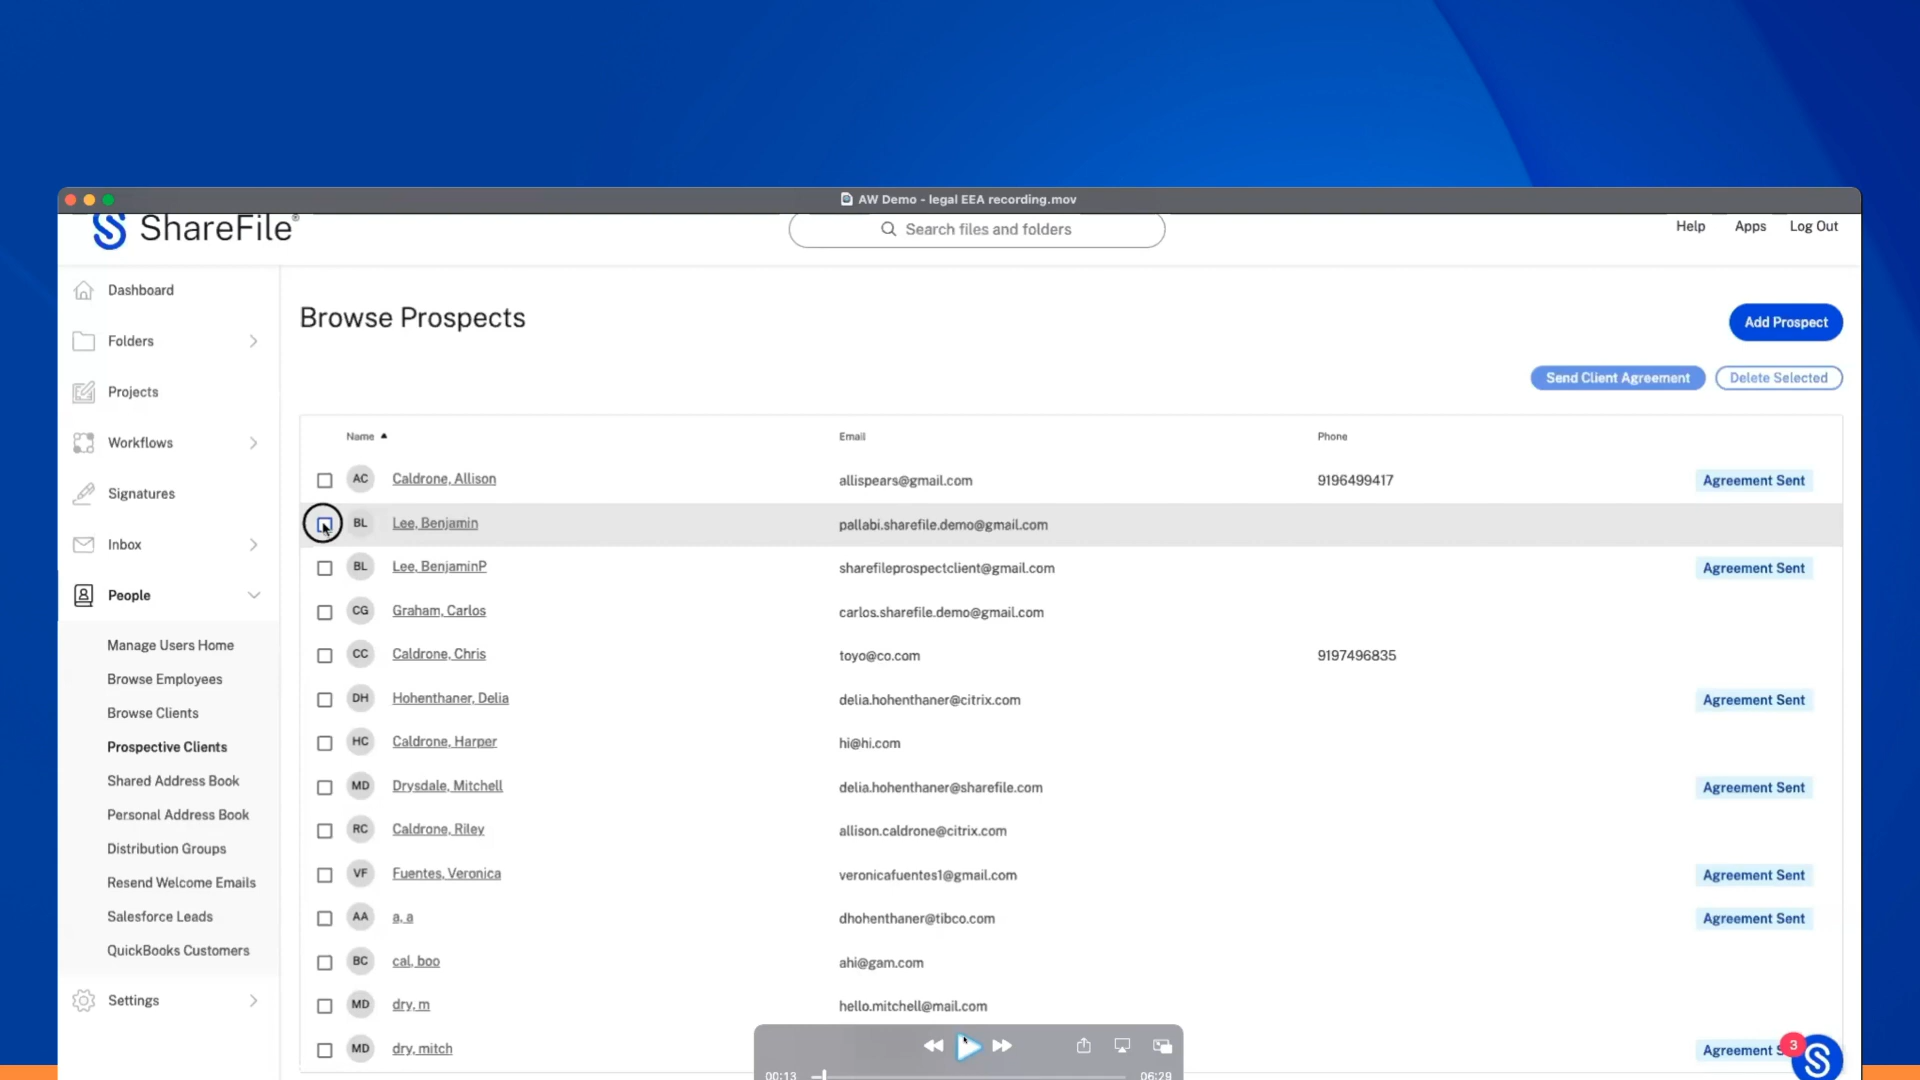 AW Demo - legal EEA recording.mov
ShareFile®
Search files and folders
Help Apps Log Out
Dashboard
Folders
Projects
Workflows
Signatures
Inbox
People
Manage Users Home
Browse Employees
Browse Clients
Prospective Clients
Shared Address Book
Personal Address Book
Distribution Groups
Resend Welcome Emails
Salesforce Leads
QuickBooks Customers
Settings
Browse Prospects
Add Prospect
Send Client Agreement Delete Selected
Name Email Phone
AC Caldrone, Allison allispears@gmail.com 9196499417 Agreement Sent
BL Lee, Benjamin pallabi.sharefile.demo@gmail.com
BL Lee, BenjaminP sharefileprospectclient@gmail.com Agreement Sent
CG Graham, Carlos carlos.sharefile.demo@gmail.com
CC Caldrone, Chris toyo@co.com 9197496835
DH Hohenthaner, Delia delia.hohenthaner@citrix.com Agreement Sent
HC Caldrone, Harper hi@hi.com
MD Drysdale, Mitchell delia.hohenthaner@sharefile.com Agreement Sent
RC Caldrone, Riley allison.caldrone@citrix.com
VF Fuentes, Veronica veronicafuentes1@gmail.com Agreement Sent
AA a, a dhohenthaner@tibco.com Agreement Sent
BC cal, boo ahi@gam.com
MD dry, m hello.mitchell@mail.com
MD dry, mitch Agreement
3
00:13 06:29